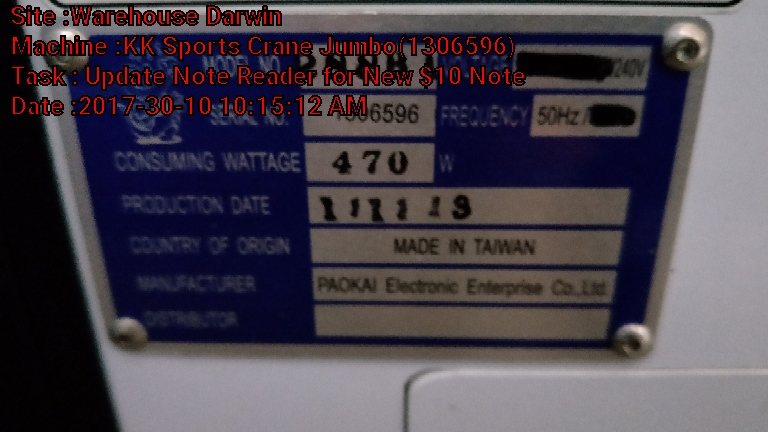 Site :Warehouse Darwin
Machine :KK Sports Crane Jumbo(1306596)
Task : Update Note Reader for New $10 Note
Date :2017-30-10 10:15:12 AM
MODEL NO. /240V
SERIAL NO. 1306596 FREQUENCY 50Hz/
CONSUMING WATTAGE 470 W
PRODUCTION DATE
COUNTRY OF ORIGIN MADE IN TAIWAN
MANUFACTURER PAOKAI Electronic Enterprise Co.,Ltd.
DISTRIBUTOR